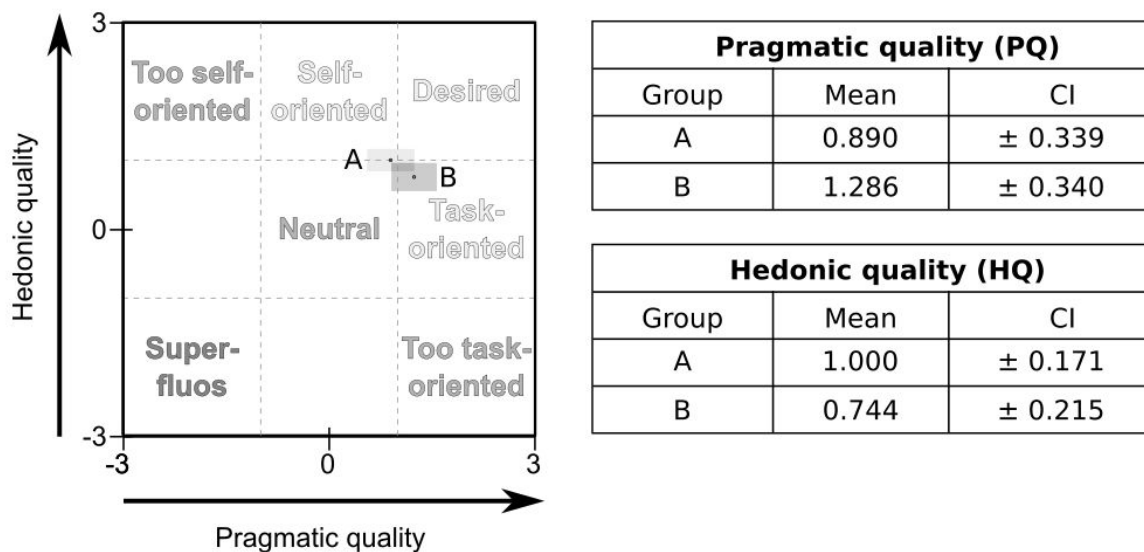 3
Too self-
oriented
Self-
oriented
Desired
A
B
Hedonic quality
0
Neutral
Task-
oriented
Super-
fluos
Too task-
oriented
-3
-3
0
3
Pragmatic quality
Pragmatic quality (PQ)
Group Mean CI
A 0.890 ± 0.339
B 1.286 ± 0.340
Hedonic quality (HQ)
Group Mean CI
A 1.000 ± 0.171
B 0.744 ± 0.215